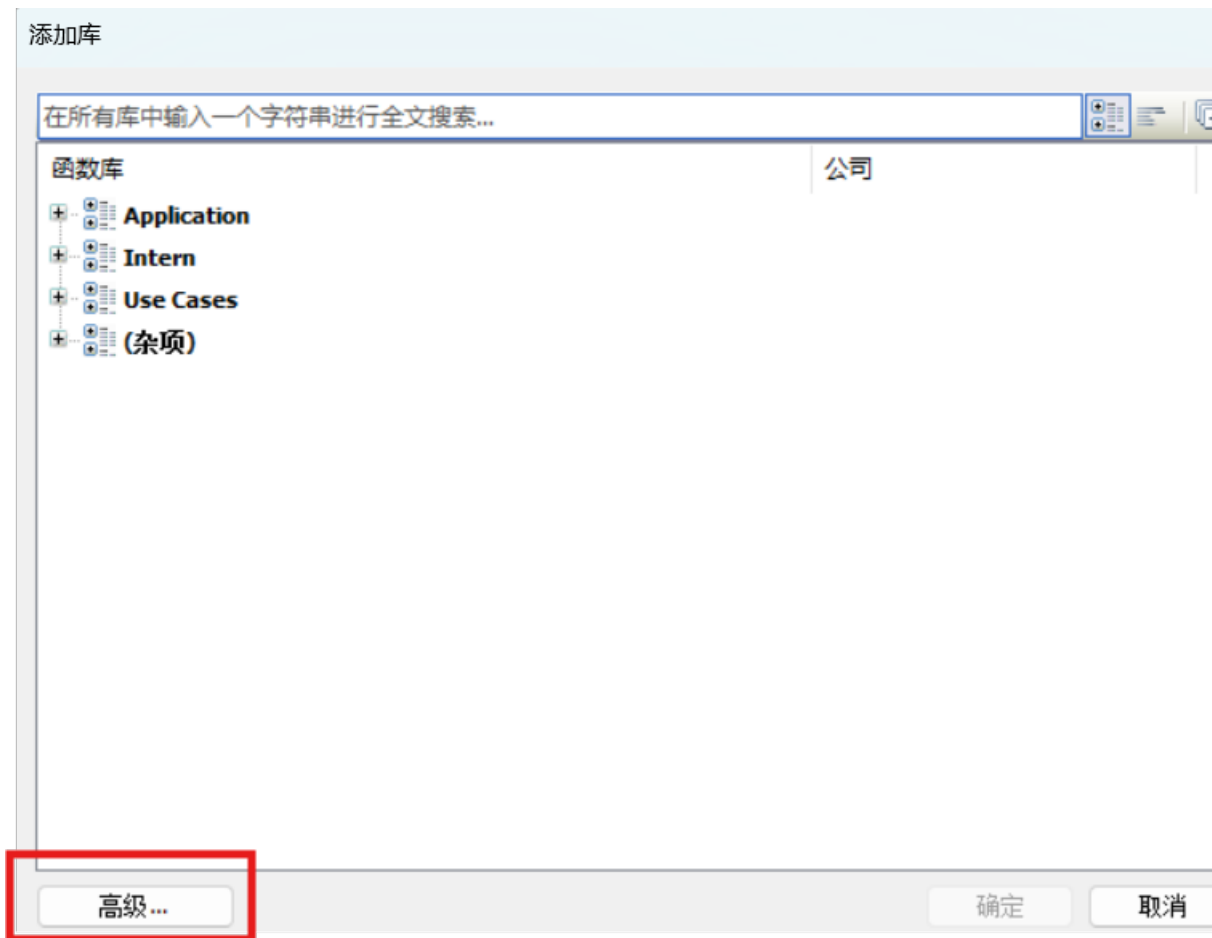 添加库
在所有库中输入一个字符串进行全文搜索...
函数库 公司
Application
Intern
Use Cases
(杂项)
高级... 确定 取消